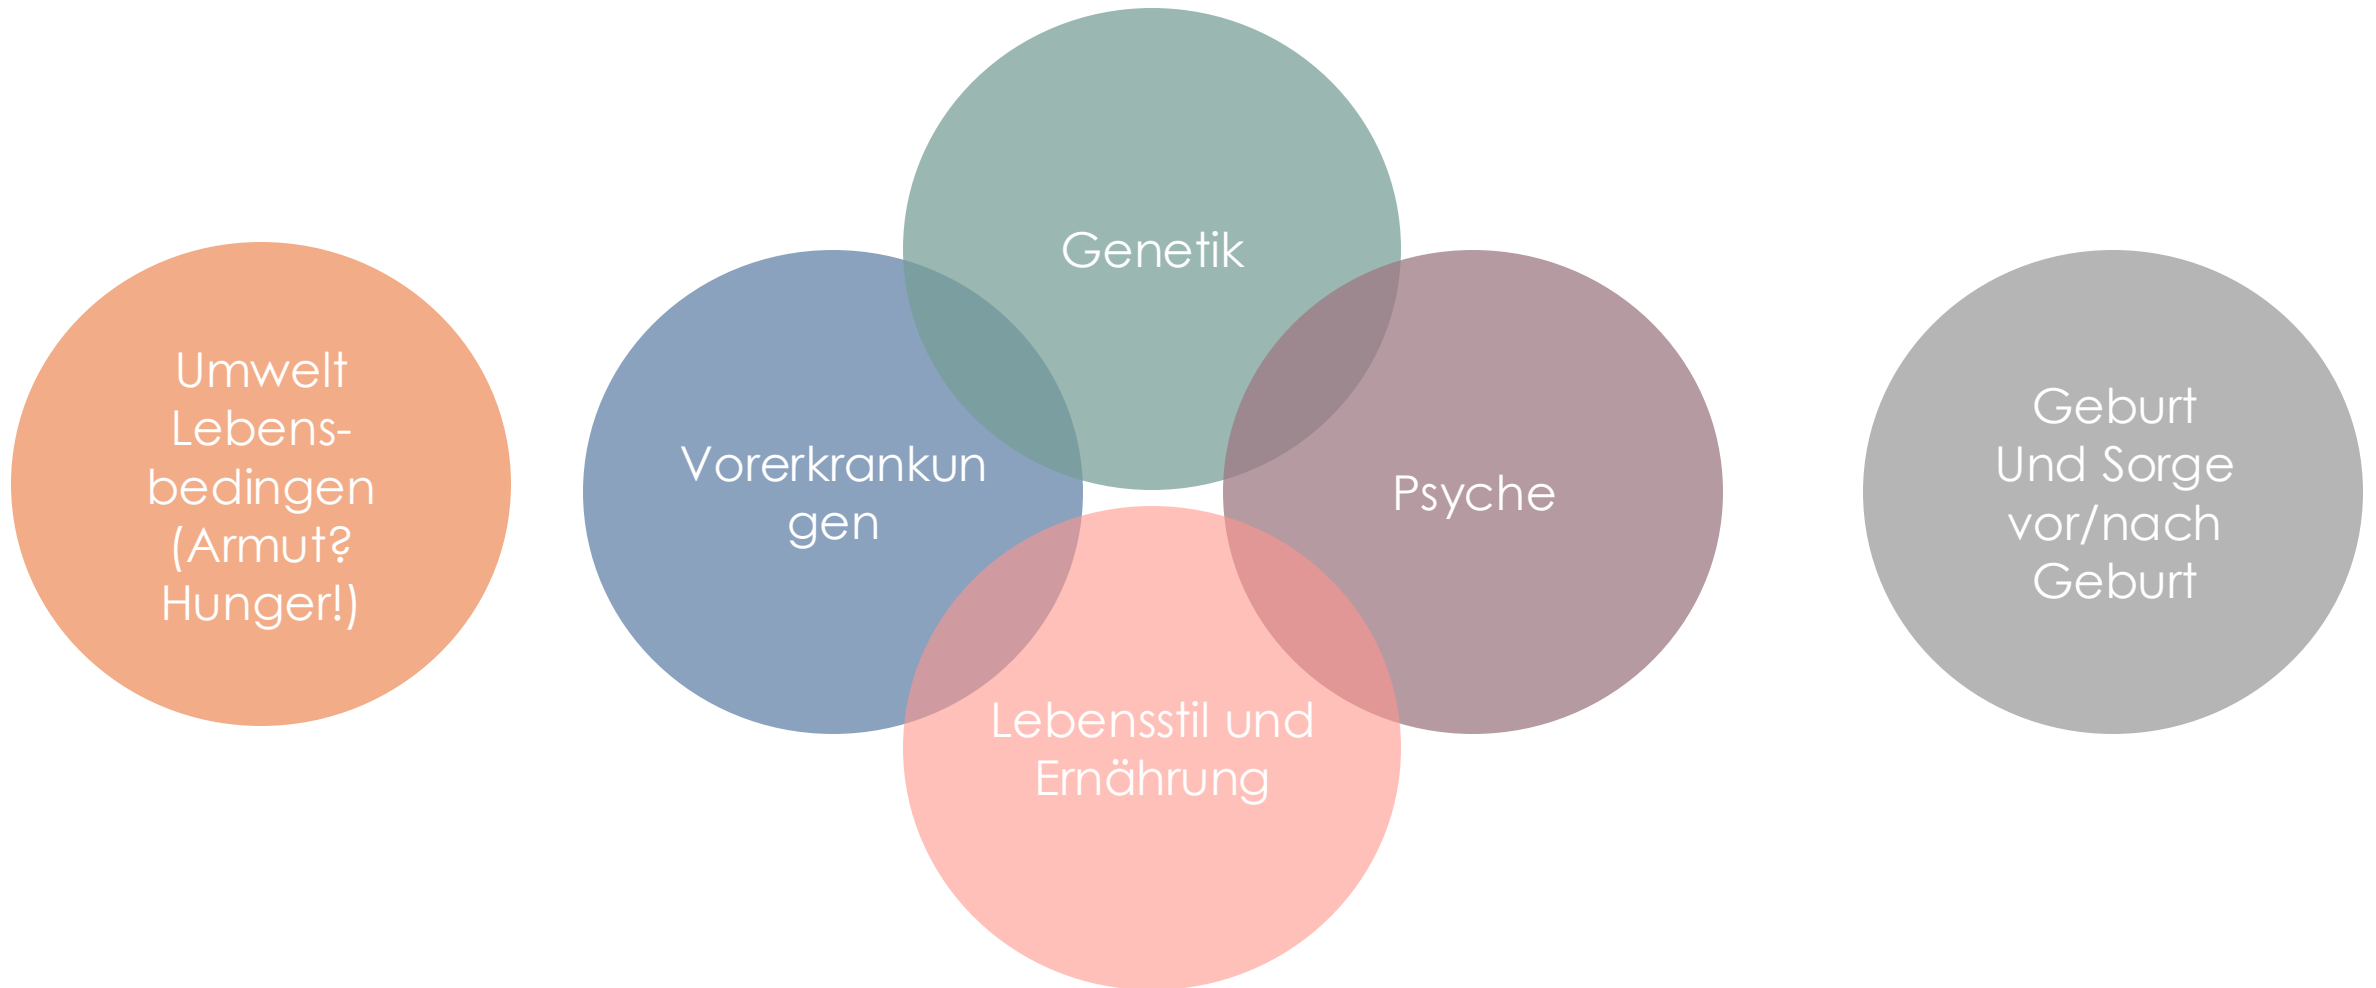 Umwelt
Lebens-
bedingen
(Armut?
Hunger!)
Vorerkrankun
gen
Genetik
Lebensstil und
Ernährung
Psyche
Geburt
Und Sorge
vor/nach
Geburt